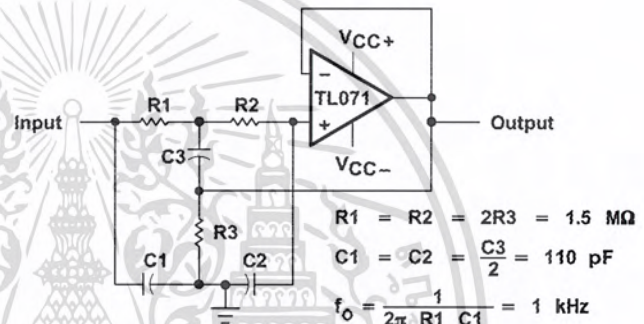 VCC+
R1
R2
−
TL071
Input
+
Output
C3
VCC−
R3
R1 = R2 = 2R3 = 1.5 MΩ
C1
C2
C1 = C2 = C3/2 = 110 pF
fO = 1/2π R1 C1 = 1 kHz